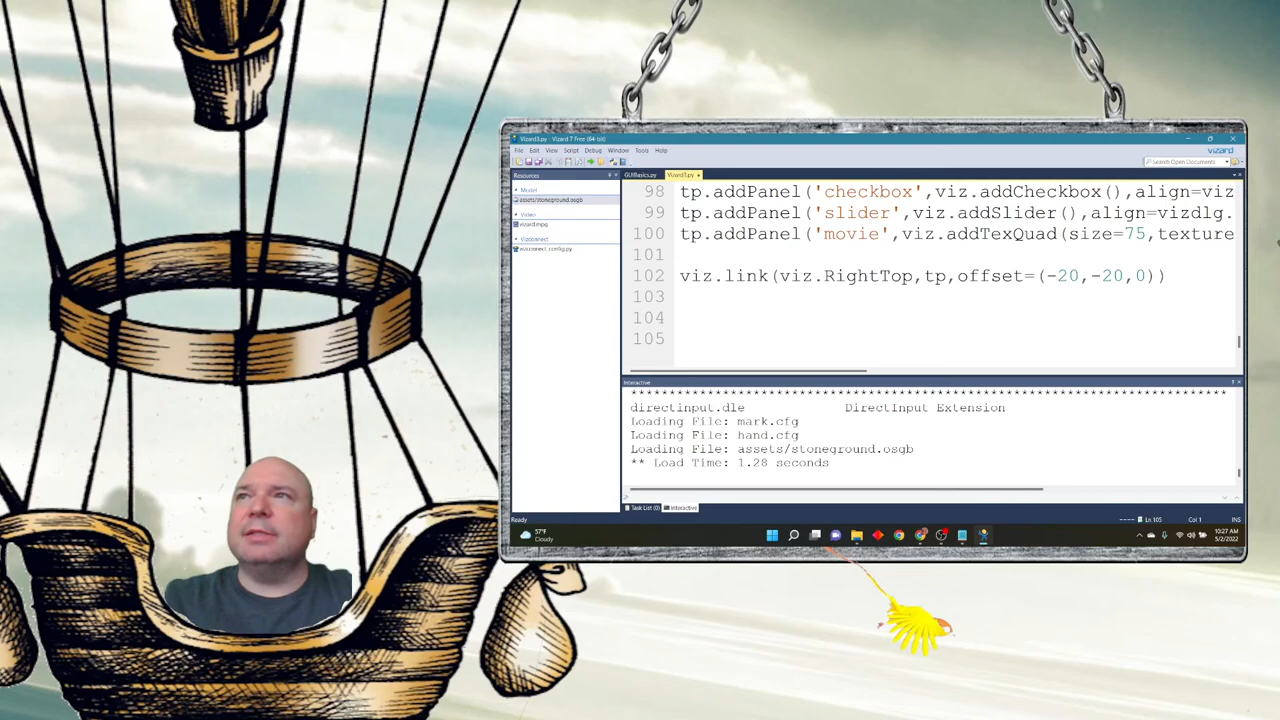 Vizard3.py - Vizard 7 Free (64-bit)
File Edit View Script Debug Window Tools Help
vizard
Search Open Documents
Resources
GUIBasics.py Vizard3.py
Model
assets/stoneground.osgb
Video
vizard.mpg
Vizconnect
vizconnect_config.py
98 tp.addPanel('checkbox',viz.addCheckbox(),align=viz
99 tp.addPanel('slider',viz.addSlider(),align=vizdlg.
100 tp.addPanel('movie',viz.addTexQuad(size=75,texture
101
102 viz.link(viz.RightTop,tp,offset=(-20,-20,0))
103
104
105
Interactive
******************************************************************
directinput.dle DirectInput Extension
Loading File: mark.cfg
Loading File: hand.cfg
Loading File: assets/stoneground.osgb
** Load Time: 1.28 seconds
Task List (0) Interactive
Ready
Ln 105 Col 1 INS
57°F
Cloudy
10:27 AM
5/2/2022